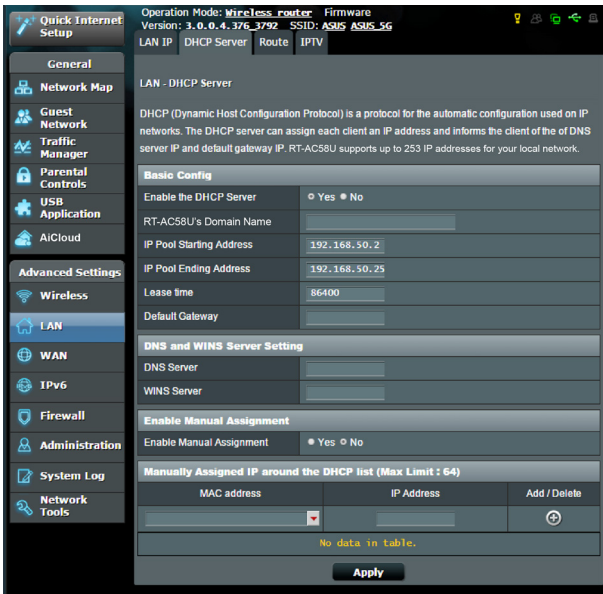 Quick Internet
Setup
General
Network Map
Guest
Network
Traffic
Manager
Parental
Controls
USB
Application
AiCloud
Advanced Settings
Wireless
LAN
WAN
IPv6
Firewall
Administration
System Log
Network
Tools
Operation Mode: Wireless router Firmware
Version: 3.0.0.4.376_3792 SSID: ASUS ASUS_5G
LAN IP DHCP Server Route IPTV
LAN - DHCP Server
DHCP (Dynamic Host Configuration Protocol) is a protocol for the automatic configuration used on IP
networks. The DHCP server can assign each client an IP address and informs the client of the of DNS
server IP and default gateway IP. RT-AC58U supports up to 253 IP addresses for your local network.
Basic Config
Enable the DHCP Server Yes No
RT-AC58U's Domain Name
IP Pool Starting Address 192.168.50.2
IP Pool Ending Address 192.168.50.25
Lease time 86400
Default Gateway
DNS and WINS Server Setting
DNS Server
WINS Server
Enable Manual Assignment
Enable Manual Assignment Yes No
Manually Assigned IP around the DHCP list (Max Limit : 64)
MAC address IP Address Add / Delete
No data in table.
Apply